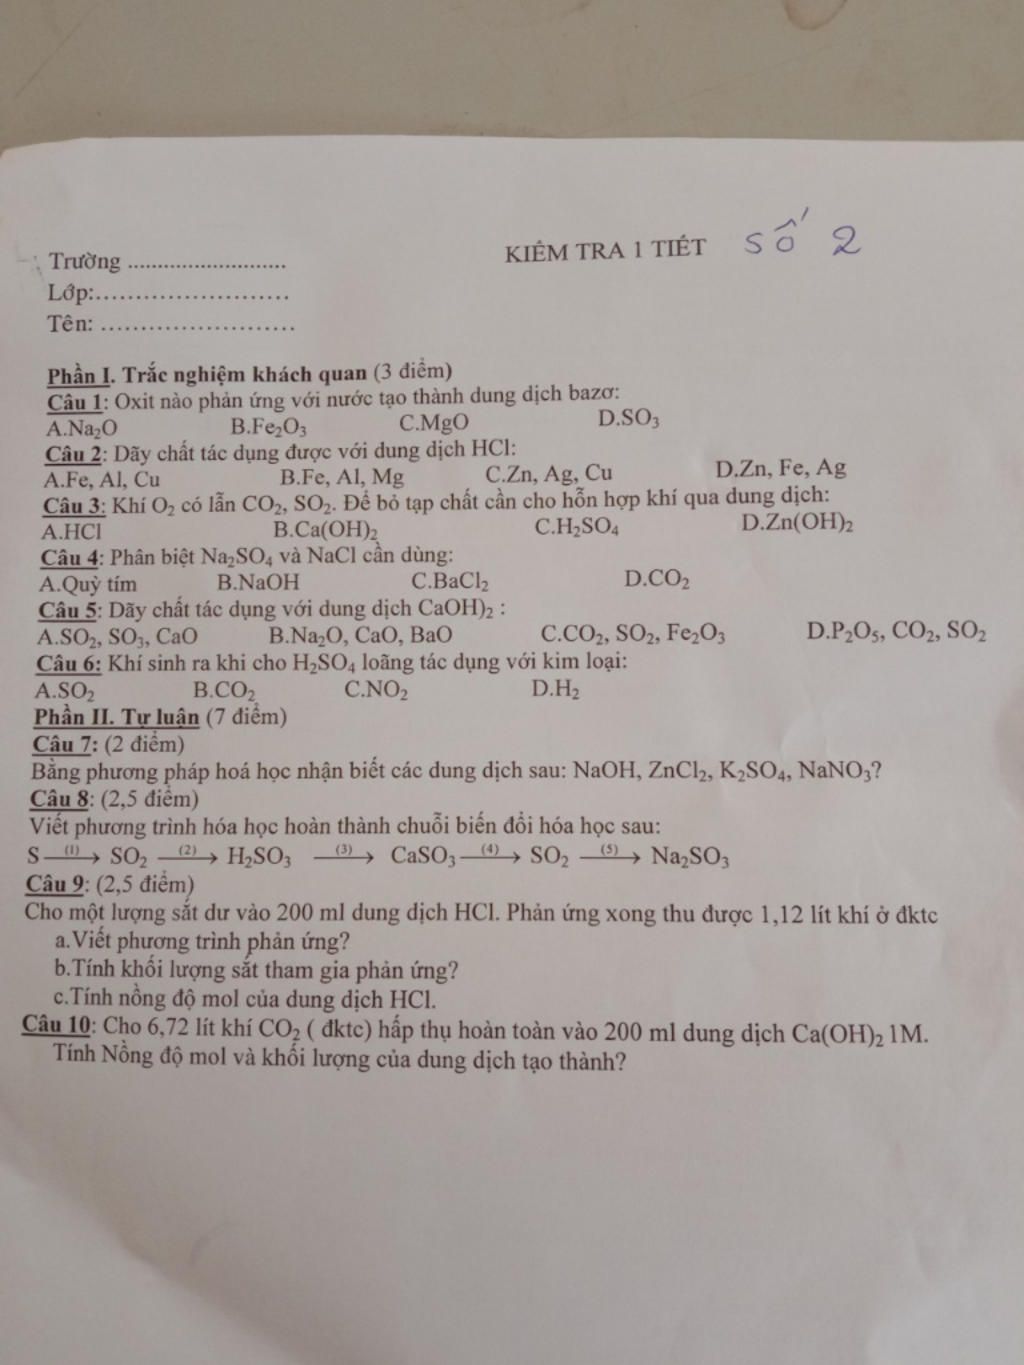 KIỂM TRA 1 TIẾT số 2
Trường ..........................
Lớp:........................
Tên: ........................
Phần I. Trắc nghiệm khách quan (3 điểm)
Câu 1: Oxit nào phản ứng với nước tạo thành dung dịch bazơ:
A.Na₂O B.Fe₂O₃ C.MgO D.SO₃
Câu 2: Dãy chất tác dụng được với dung dịch HCl:
A.Fe, Al, Cu B.Fe, Al, Mg C.Zn, Ag, Cu D.Zn, Fe, Ag
Câu 3: Khí O₂ có lẫn CO₂, SO₂. Để bỏ tạp chất cần cho hỗn hợp khí qua dung dịch:
A.HCl B.Ca(OH)₂ C.H₂SO₄ D.Zn(OH)₂
Câu 4: Phân biệt Na₂SO₄ và NaCl cần dùng:
A.Quỳ tím B.NaOH C.BaCl₂ D.CO₂
Câu 5: Dãy chất tác dụng với dung dịch CaOH)₂ :
A.SO₂, SO₃, CaO B.Na₂O, CaO, BaO C.CO₂, SO₂, Fe₂O₃ D.P₂O₅, CO₂, SO₂
Câu 6: Khí sinh ra khi cho H₂SO₄ loãng tác dụng với kim loại:
A.SO₂ B.CO₂ C.NO₂ D.H₂
Phần II. Tự luận (7 điểm)
Câu 7: (2 điểm)
Bằng phương pháp hoá học nhận biết các dung dịch sau: NaOH, ZnCl₂, K₂SO₄, NaNO₃?
Câu 8: (2,5 điểm)
Viết phương trình hóa học hoàn thành chuỗi biến đổi hóa học sau:
S —(1)→ SO₂ —(2)→ H₂SO₃ —(3)→ CaSO₃ —(4)→ SO₂ —(5)→ Na₂SO₃
Câu 9: (2,5 điểm)
Cho một lượng sắt dư vào 200 ml dung dịch HCl. Phản ứng xong thu được 1,12 lít khí ở đktc
a.Viết phương trình phản ứng?
b.Tính khối lượng sắt tham gia phản ứng?
c.Tính nồng độ mol của dung dịch HCl.
Câu 10: Cho 6,72 lít khí CO₂ ( đktc) hấp thụ hoàn toàn vào 200 ml dung dịch Ca(OH)₂ 1M.
Tính Nồng độ mol và khối lượng của dung dịch tạo thành?